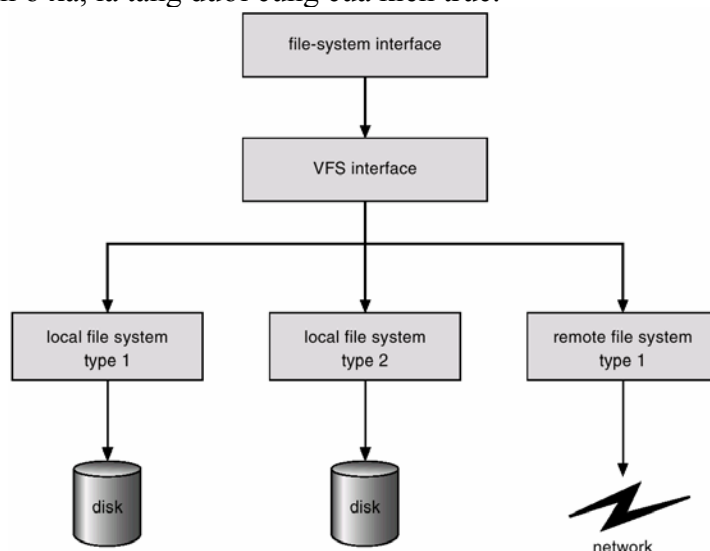 là tầng dưới cùng của kiến trúc.
file-system interface
VFS interface
local file system
type 1
local file system
type 2
remote file system
type 1
disk
disk
network